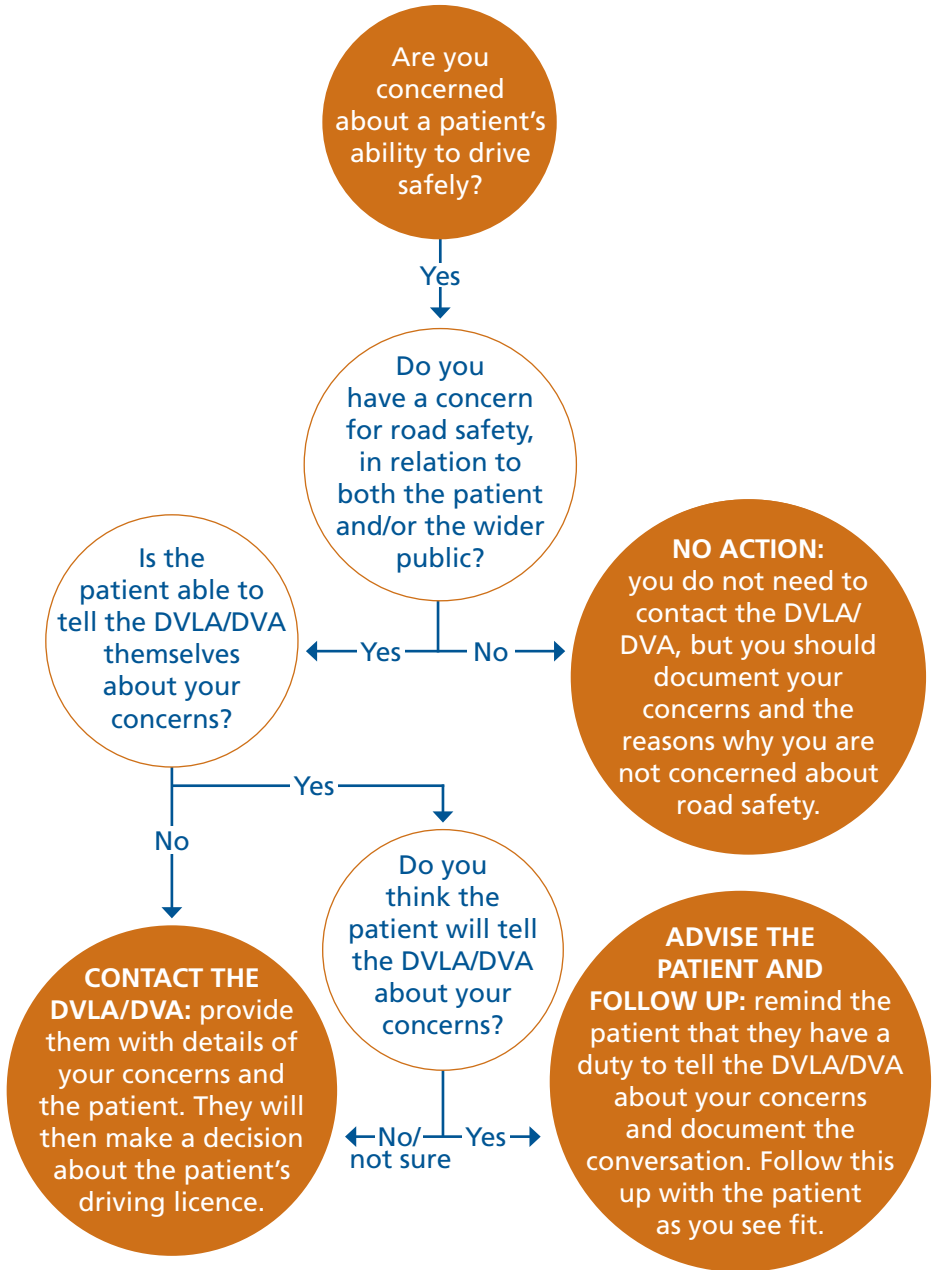 Are you
concerned
about a patient’s
ability to drive
safely?
Yes
Do you
have a concern
for road safety,
in relation to
both the patient
and/or the wider
public?
Yes
No
Is the
patient able to
tell the DVLA/DVA
themselves
about your
concerns?
NO ACTION:
you do not need to
contact the DVLA/
DVA, but you should
document your
concerns and the
reasons why you are
not concerned about
road safety.
Yes
No
Do you
think the
patient will tell
the DVLA/DVA
about your
concerns?
No/
not sure
Yes
CONTACT THE
DVLA/DVA: provide
them with details of
your concerns and
the patient. They will
then make a decision
about the patient’s
driving licence.
ADVISE THE
PATIENT AND
FOLLOW UP: remind the
patient that they have a
duty to tell the DVLA/DVA
about your concerns
and document the
conversation. Follow this
up with the patient
as you see fit.